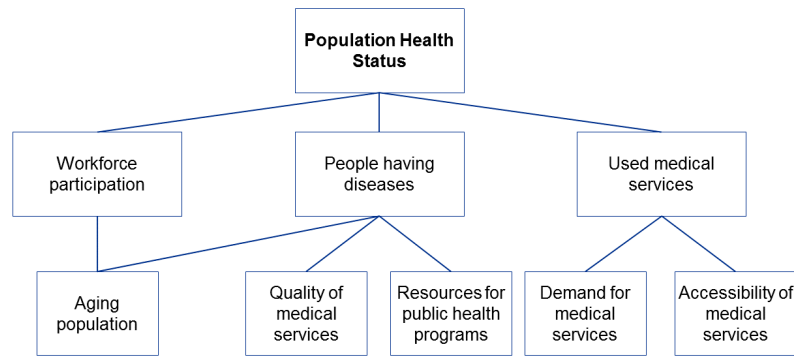 Population Health
Status
Workforce
participation
People having
diseases
Used medical
services
Aging
population
Quality of
medical
services
Resources for
public health
programs
Demand for
medical
services
Accessibility of
medical
services